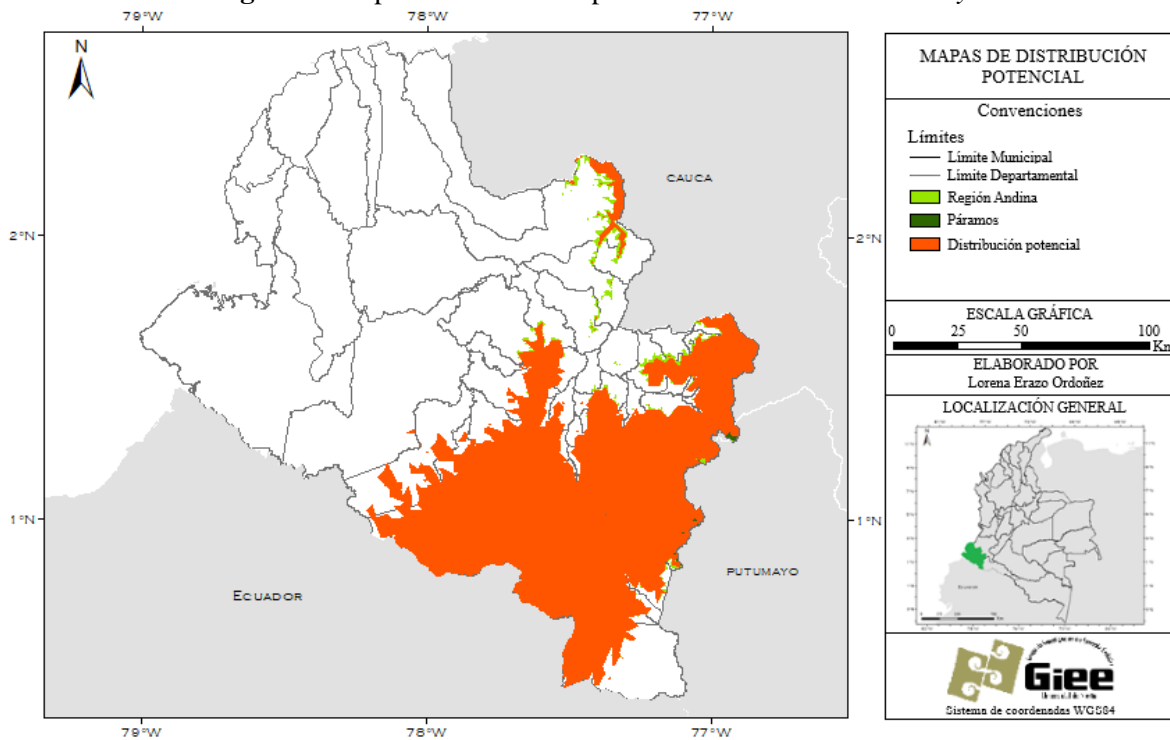 79°W
78°W
77°W
N
CAUCA
2°N
2°N
1°N
1°N
ECUADOR
PUTUMAYO
79°W
78°W
77°W
MAPAS DE DISTRIBUCIÓN
POTENCIAL
Convenciones
Límites
Límite Municipal
Límite Departamental
Región Andina
Páramos
Distribución potencial
ESCALA GRÁFICA
0 25 50 100
Km
ELABORADO POR
Lorena Erazo Ordoñez
LOCALIZACIÓN GENERAL
Giee
Sistema de coordenadas WGS84